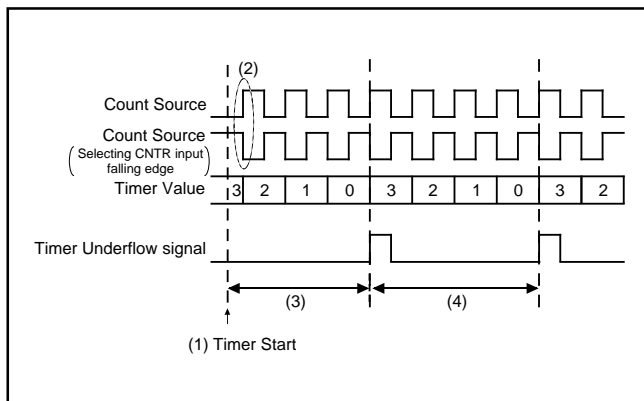 (2)
Count Source
Count Source
(Selecting CNTR input
falling edge)
Timer Value 3 2 1 0 3 2 1 0 3 2
Timer Underflow signal
(3) (4)
(1) Timer Start